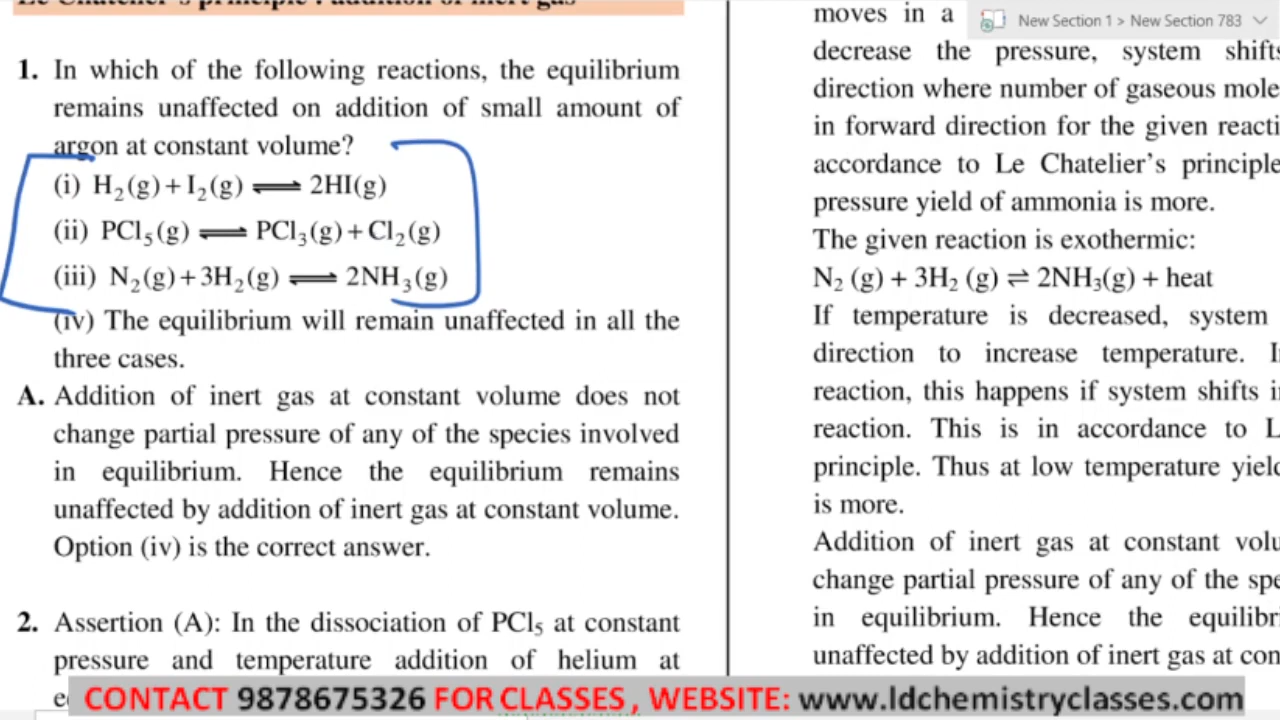 Le Chatelier's principle : addition of inert gas
1. In which of the following reactions, the equilibrium
remains unaffected on addition of small amount of
argon at constant volume?
(i) H₂(g)+I₂(g) ⇌ 2HI(g)
(ii) PCl₅(g) ⇌ PCl₃(g)+Cl₂(g)
(iii) N₂(g)+3H₂(g) ⇌ 2NH₃(g)
(iv) The equilibrium will remain unaffected in all the
three cases.
A. Addition of inert gas at constant volume does not
change partial pressure of any of the species involved
in equilibrium. Hence the equilibrium remains
unaffected by addition of inert gas at constant volume.
Option (iv) is the correct answer.
2. Assertion (A): In the dissociation of PCl₅ at constant
pressure and temperature addition of helium at
moves in a
New Section 1 > New Section 783
decrease the pressure, system shifts
direction where number of gaseous mole
in forward direction for the given reacti
accordance to Le Chatelier's principle
pressure yield of ammonia is more.
The given reaction is exothermic:
N₂ (g) + 3H₂ (g) ⇌ 2NH₃(g) + heat
If temperature is decreased, system
direction to increase temperature. I
reaction, this happens if system shifts i
reaction. This is in accordance to L
principle. Thus at low temperature yiel
is more.
Addition of inert gas at constant volu
change partial pressure of any of the spe
in equilibrium. Hence the equilibri
unaffected by addition of inert gas at con
CONTACT 9878675326 FOR CLASSES , WEBSITE: www.ldchemistryclasses.com